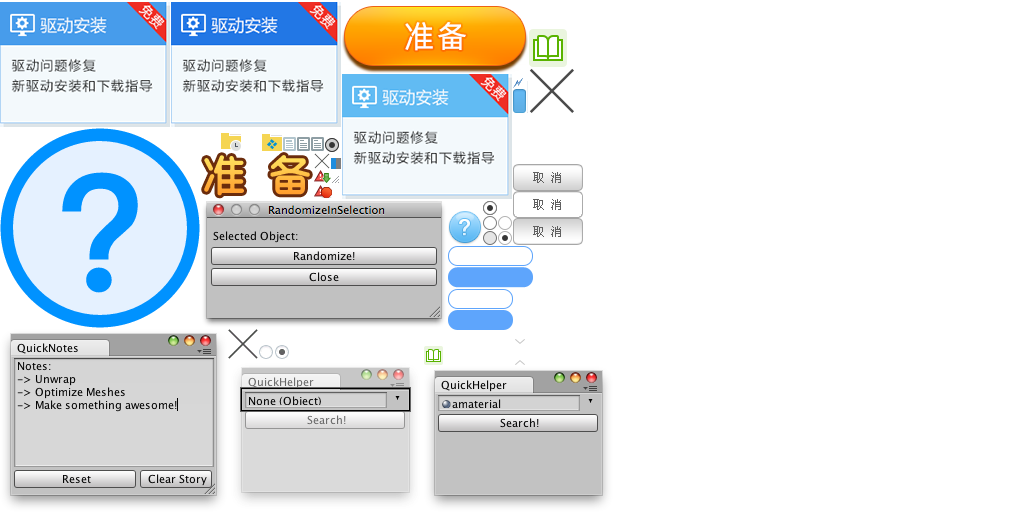 驱动安装
免费
驱动问题修复
新驱动安装和下载指导
驱动安装
免费
驱动问题修复
新驱动安装和下载指导
准备
驱动安装
免费
驱动问题修复
新驱动安装和下载指导
?
准 备
取 消
取 消
取 消
?
RandomizeInSelection
Selected Object:
Randomize!
Close
QuickNotes
Notes:
-> Unwrap
-> Optimize Meshes
-> Make something awesome!
Reset
Clear Story
QuickHelper
None (Object)
Search!
QuickHelper
amaterial
Search!